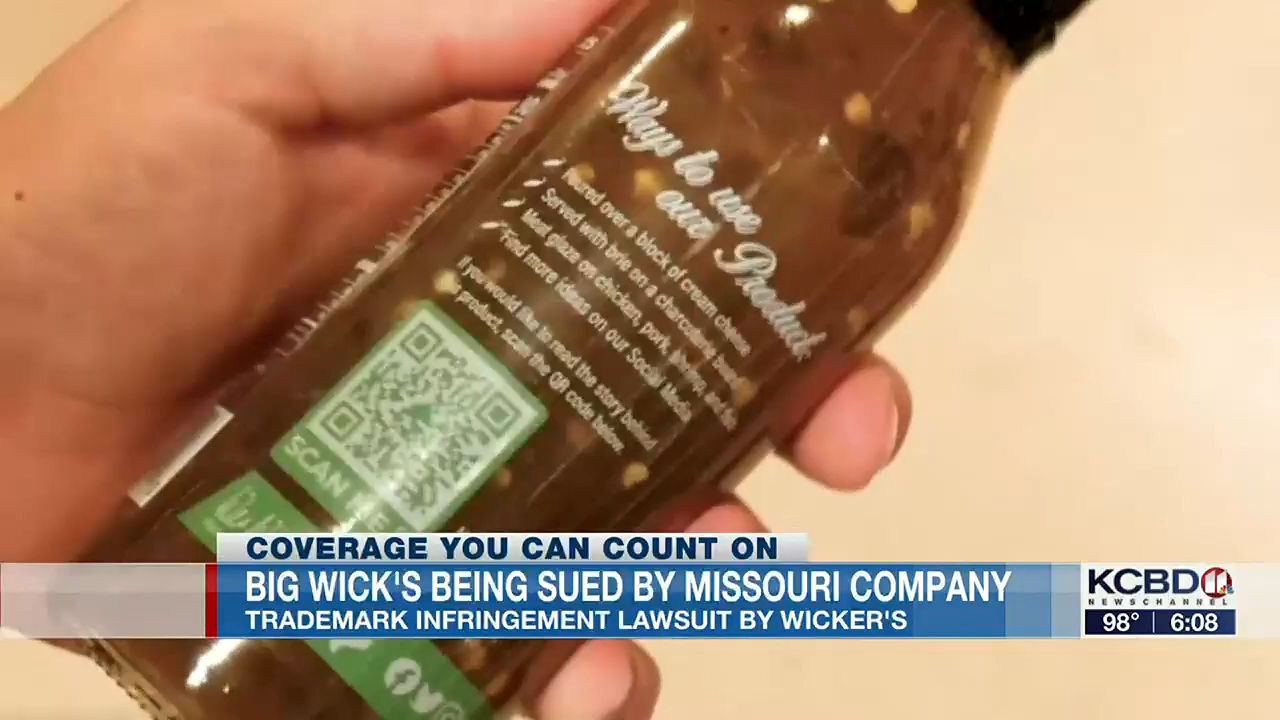 Ways to use
our Product
Poured over a block of cream cheese
Served with brie on a charcuterie board
Meat glaze on chicken, pork,
Find more ideas on our Social Media
If you would like to read the story behind
product, scan the QR code below.
SCAN ME
COVERAGE YOU CAN COUNT ON
BIG WICK'S BEING SUED BY MISSOURI COMPANY
TRADEMARK INFRINGEMENT LAWSUIT BY WICKER'S
KCBD 11
NEWSCHANNEL
98° 6:08